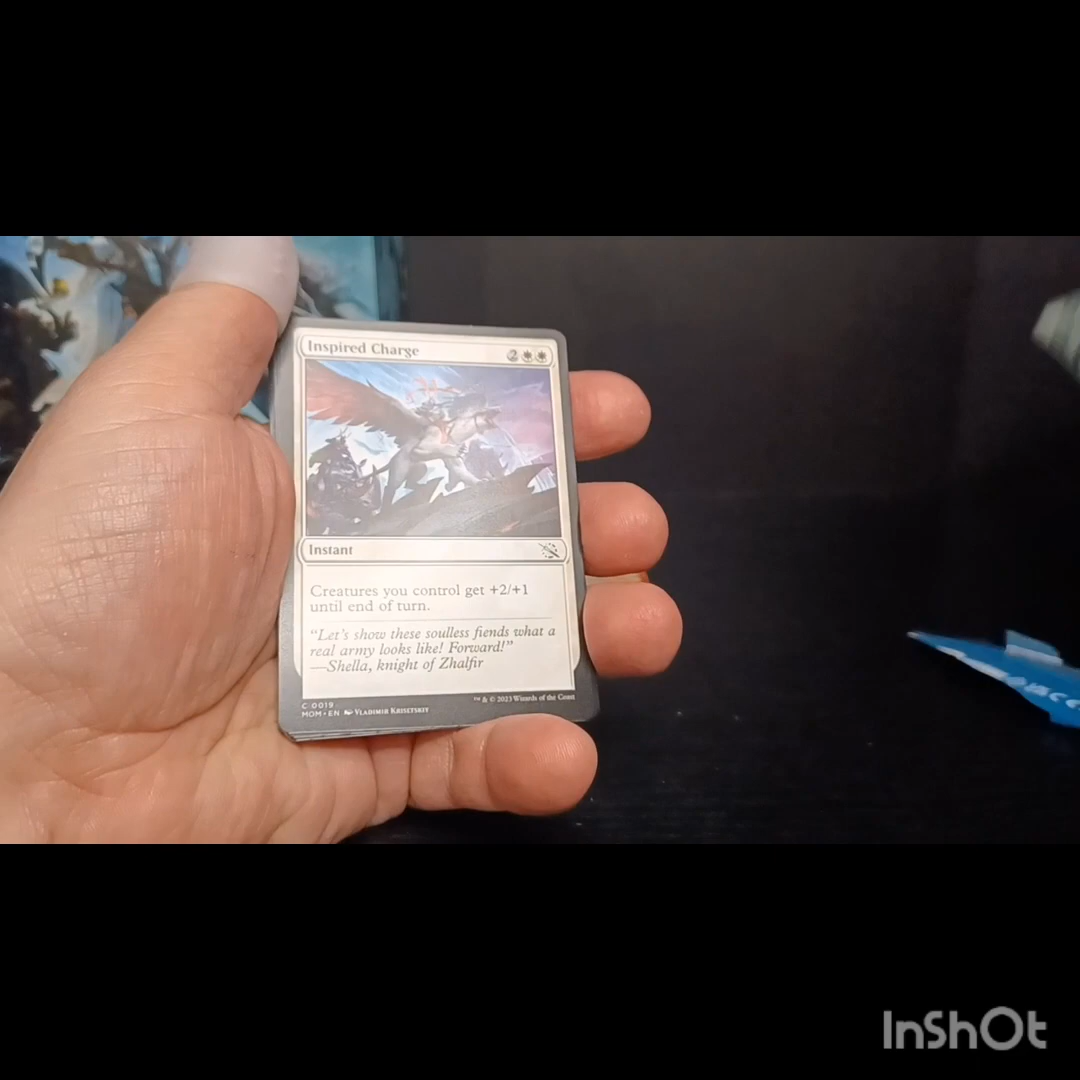 Inspired Charge 2
Instant
Creatures you control get +2/+1
until end of turn.
“Let’s show these soulless fiends what a
real army looks like! Forward!”
—Shella, knight of Zhalfir
C 0019
MOM • EN VLADIMIR KRISETSKIY
™ & © 2023 Wizards of the Coast
InShOt